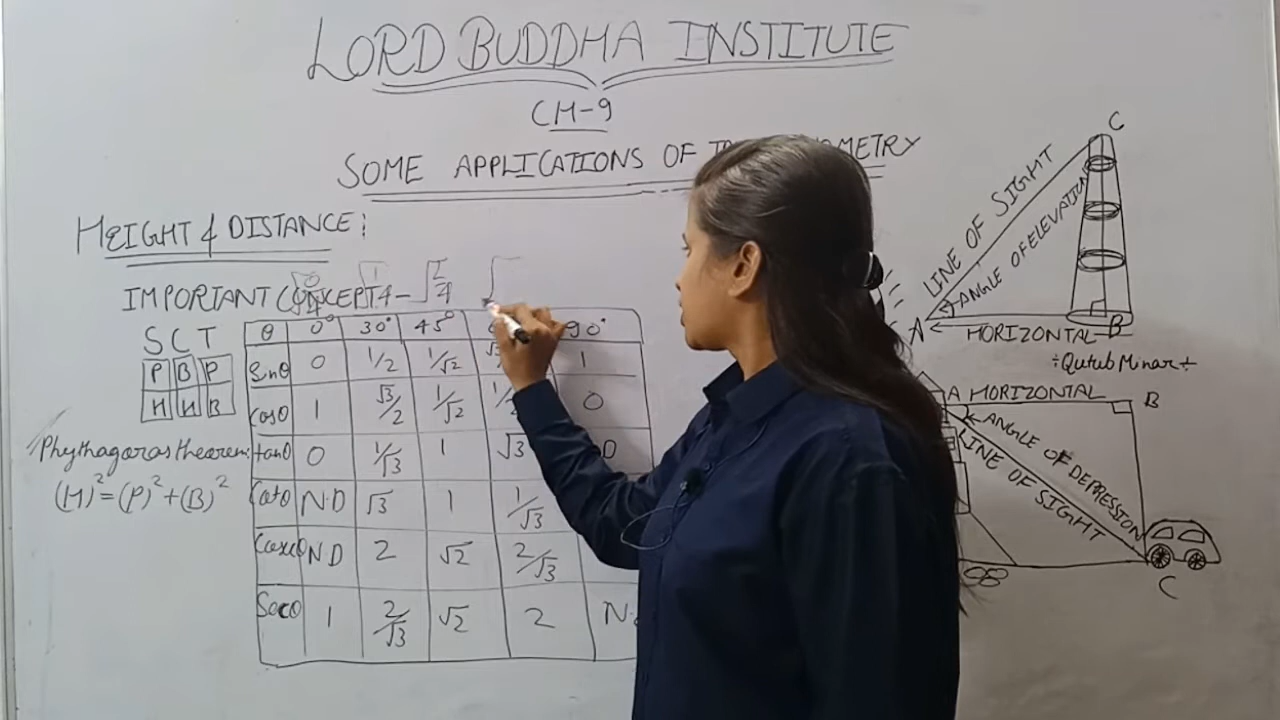 LORD BUDDHA INSTITUTE
CH-9
SOME APPLICATIONS OF
HEIGHT & DISTANCE:
IMPORTANT
√1 √2/4
S C T
P B P
H H B
Phythagoras theorem:
(H)²=(P)²+(B)²
θ 0° 30° 45° 90°
Sinθ 0 1/2 1/√2 1
Cosθ 1 √3/2 1/√2 0
tanθ 0 1/√3 1 √3
Cotθ N.D √3 1 1/√3
N.D 2 √2 2/√3
Secθ 1 2/√3 √2 2
C
LINE OF SIGHT
ANGLE OF ELEVATION
A HORIZONTAL B
÷Qutub Minar÷
A HORIZONTAL B
ANGLE OF DEPRESSION
LINE OF SIGHT
C